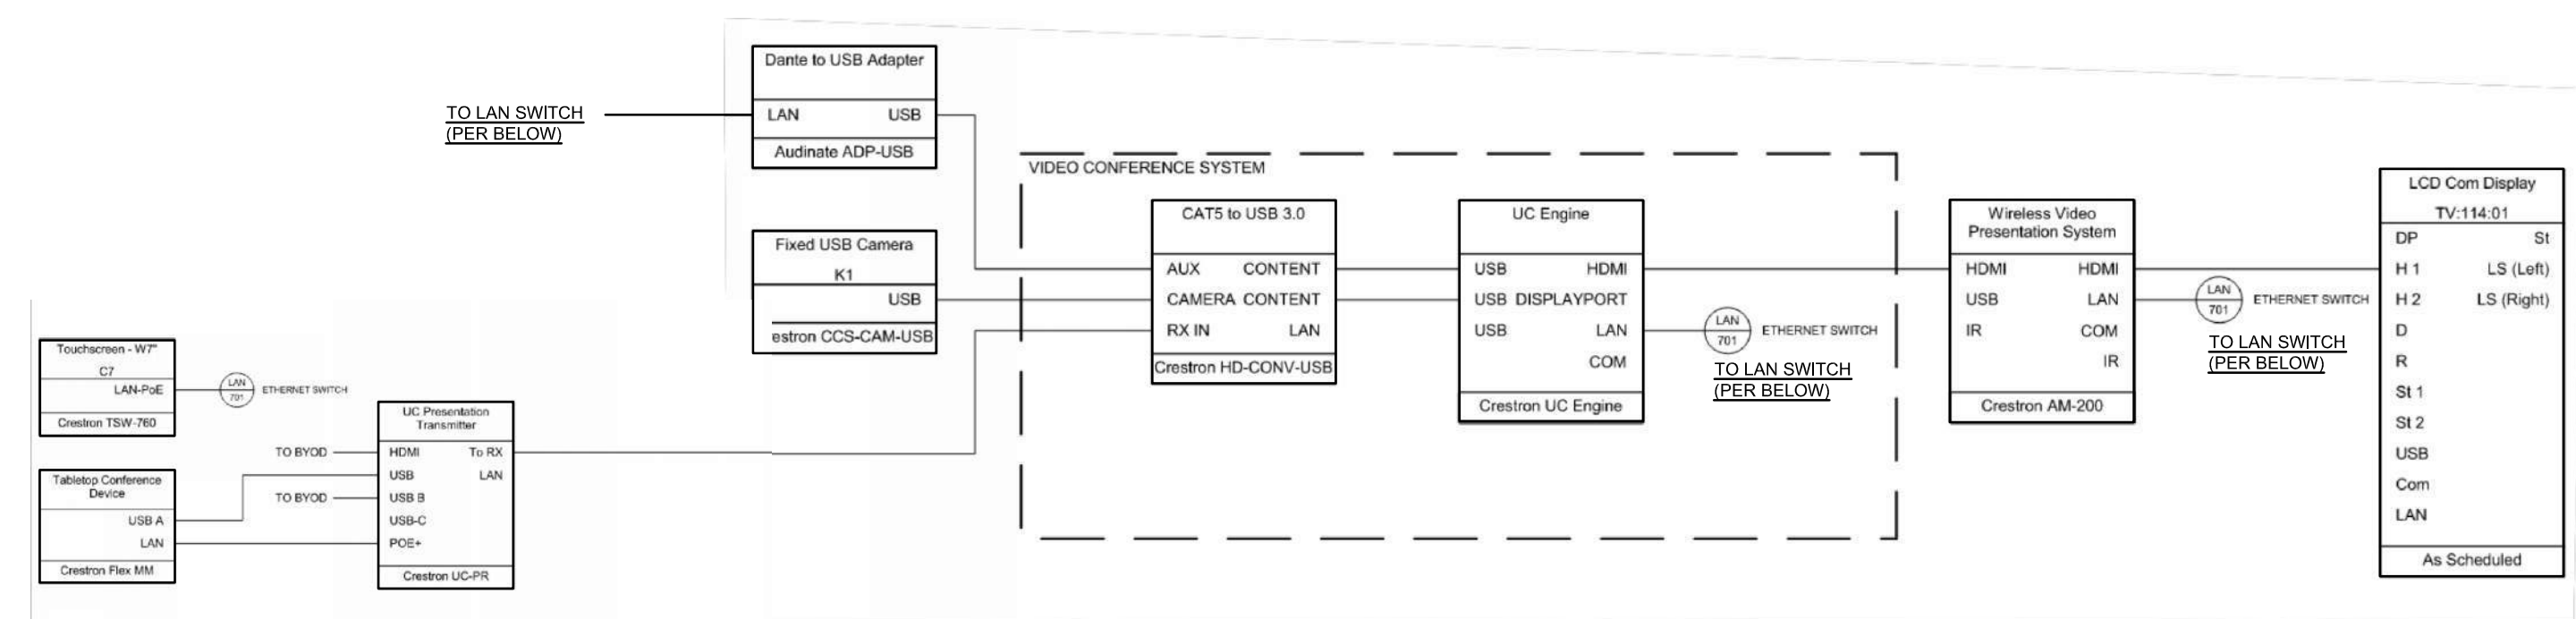 Dante to USB Adapter
LAN USB
Audinate ADP-USB
TO LAN SWITCH
(PER BELOW)
Fixed USB Camera
K1
USB
estron CCS-CAM-USB
Touchscreen - W7"
C7
LAN-PoE
Crestron TSW-760
LAN
701
ETHERNET SWITCH
Tabletop Conference
Device
USB A
LAN
Crestron Flex MM
TO BYOD
TO BYOD
UC Presentation
Transmitter
HDMI To RX
USB LAN
USB B
USB-C
POE+
Crestron UC-PR
VIDEO CONFERENCE SYSTEM
CAT5 to USB 3.0
AUX CONTENT
CAMERA CONTENT
RX IN LAN
Crestron HD-CONV-USB
UC Engine
USB HDMI
USB DISPLAYPORT
USB LAN
COM
Crestron UC Engine
LAN
701
ETHERNET SWITCH
TO LAN SWITCH
(PER BELOW)
Wireless Video
Presentation System
HDMI HDMI
USB LAN
IR COM
IR
Crestron AM-200
LAN
701
ETHERNET SWITCH
TO LAN SWITCH
(PER BELOW)
LCD Com Display
TV:114:01
DP St
H 1 LS (Left)
H 2 LS (Right)
D
R
St 1
St 2
USB
Com
LAN
As Scheduled